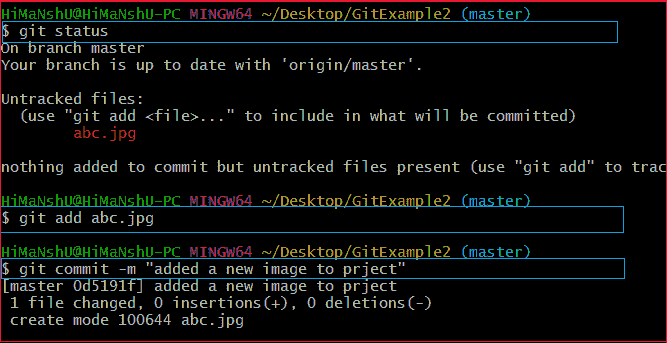 HiMaNshU@HiMaNshU-PC MINGW64 ~/Desktop/GitExample2 (master)
$ git status
On branch master
Your branch is up to date with 'origin/master'.
Untracked files:
(use "git add <file>..." to include in what will be committed)
abc.jpg
nothing added to commit but untracked files present (use "git add" to trac
HiMaNshU@HiMaNshU-PC MINGW64 ~/Desktop/GitExample2 (master)
$ git add abc.jpg
HiMaNshU@HiMaNshU-PC MINGW64 ~/Desktop/GitExample2 (master)
$ git commit -m "added a new image to prject"
[master 0d5191f] added a new image to prject
1 file changed, 0 insertions(+), 0 deletions(-)
create mode 100644 abc.jpg